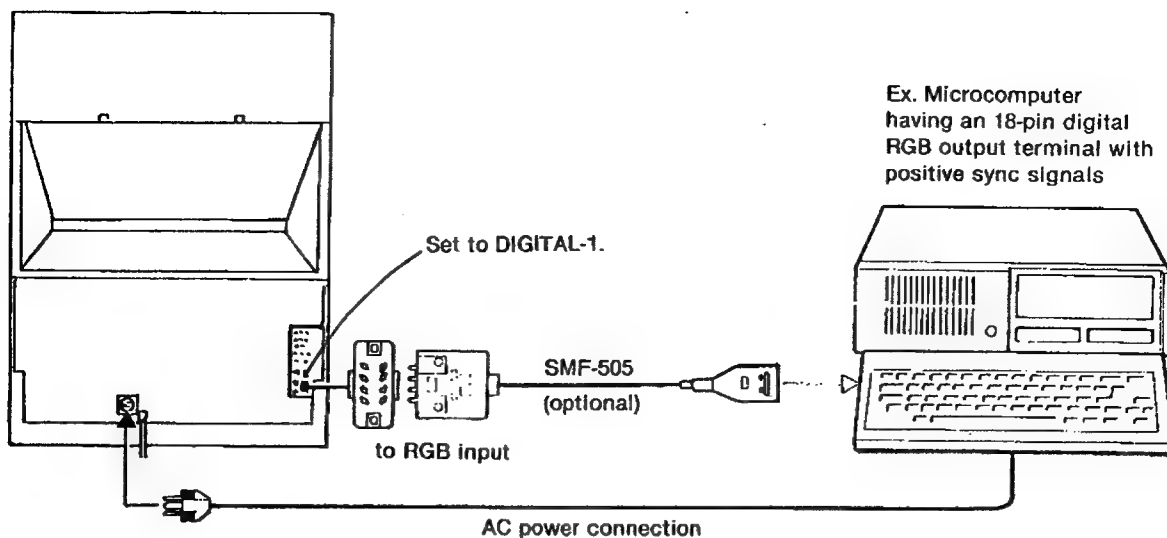 Ex. Microcomputer
having an 18-pin digital
RGB output terminal with
positive sync signals
Set to DIGITAL-1.
SMF-505
(optional)
to RGB input
AC power connection